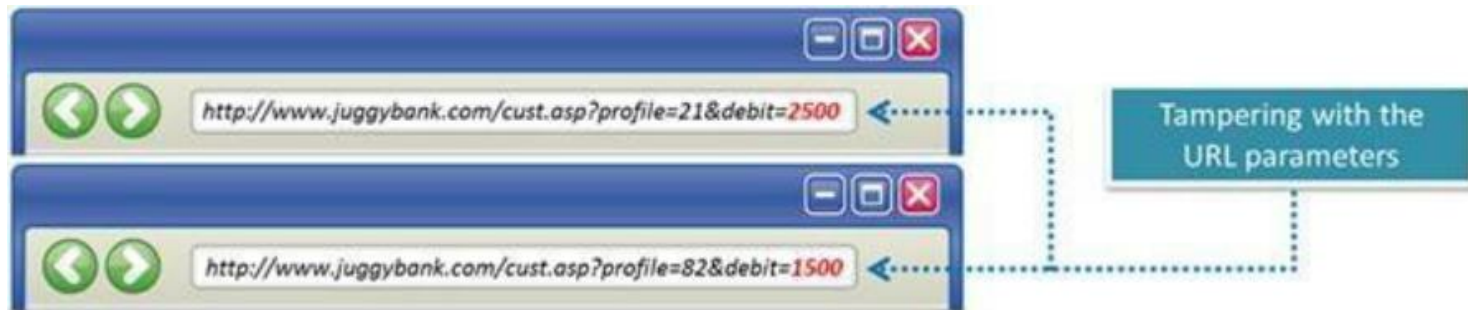 http://www.juggybank.com/cust.asp?profile=21&debit=2500
Tampering with the
URL parameters
http://www.juggybank.com/cust.asp?profile=82&debit=1500